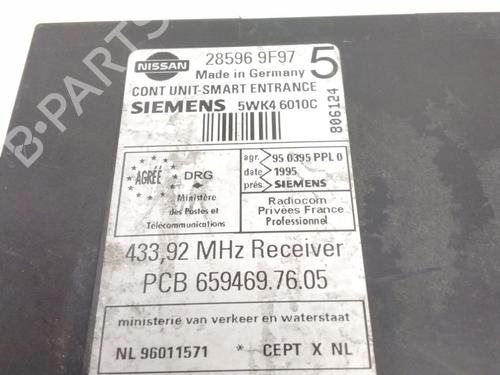 NISSAN
28596 9F97 5
Made in Germany
CONT UNIT-SMART ENTRANCE
SIEMENS 5WK4 6010C
806124
AGRÉÉ
DRG
Ministère
des Postes et
Télécommunications
agr. 95 0395 PPL 0
date 1995
prés. SIEMENS
Radiocom
Privées France
Professionnel
433,92 MHz Receiver
PCB 659469.76.05
ministerie van verkeer en waterstaat
NL 96011571 * CEPT X NL
B-PARTS